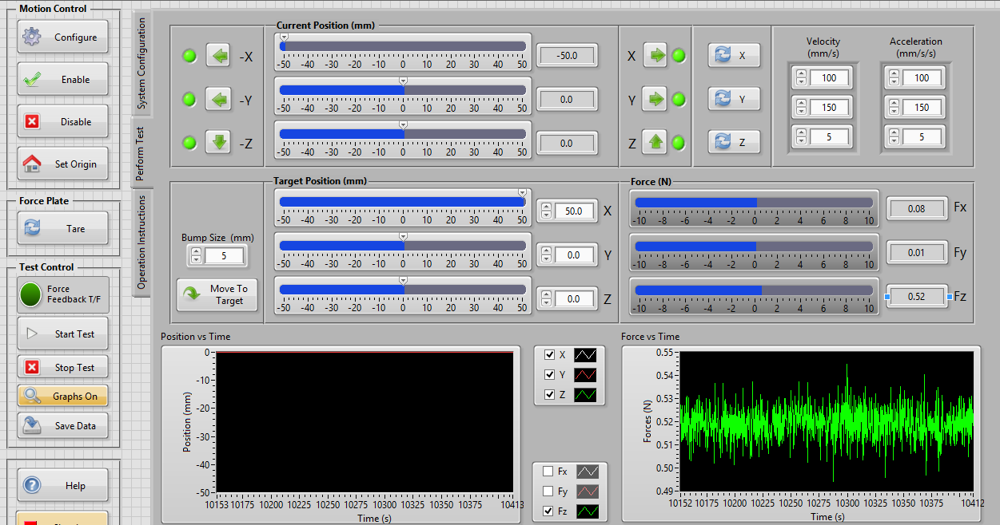 Motion Control
Configure
Enable
Disable
Set Origin
Force Plate
Tare
Test Control
Force
Feedback T/F
Start Test
Stop Test
Graphs On
Save Data
Help
System Configuration
Perform Test
Operation Instructions
-X
-Y
-Z
Current Position (mm)
-50 -40 -30 -20 -10 0 10 20 30 40 50
-50.0
-50 -40 -30 -20 -10 0 10 20 30 40 50
0.0
-50 -40 -30 -20 -10 0 10 20 30 40 50
0.0
X
Y
Z
X
Y
Z
Velocity
(mm/s)
100
150
5
Acceleration
(mm/s/s)
100
150
5
Bump Size (mm)
5
Move To
Target
Target Position (mm)
-50 -40 -30 -20 -10 0 10 20 30 40 50
50.0 X
-50 -40 -30 -20 -10 0 10 20 30 40 50
0.0 Y
-50 -40 -30 -20 -10 0 10 20 30 40 50
0.0 Z
Force (N)
-10 -8 -6 -4 -2 0 2 4 6 8 10
0.08 Fx
-10 -8 -6 -4 -2 0 2 4 6 8 10
0.01 Fy
-10 -8 -6 -4 -2 0 2 4 6 8 10
0.52 Fz
Position vs Time
Position (mm)
0
-10
-20
-30
-40
-50
10153 10175 10200 10225 10250 10275 10300 10325 10350 10375 10413
Time (s)
X
Y
Z
Fx
Fy
Fz
Force vs Time
Forces (N)
0.55
0.54
0.53
0.52
0.51
0.50
0.49
10152 10175 10200 10225 10250 10275 10300 10325 10350 10375 10412
Time (s)